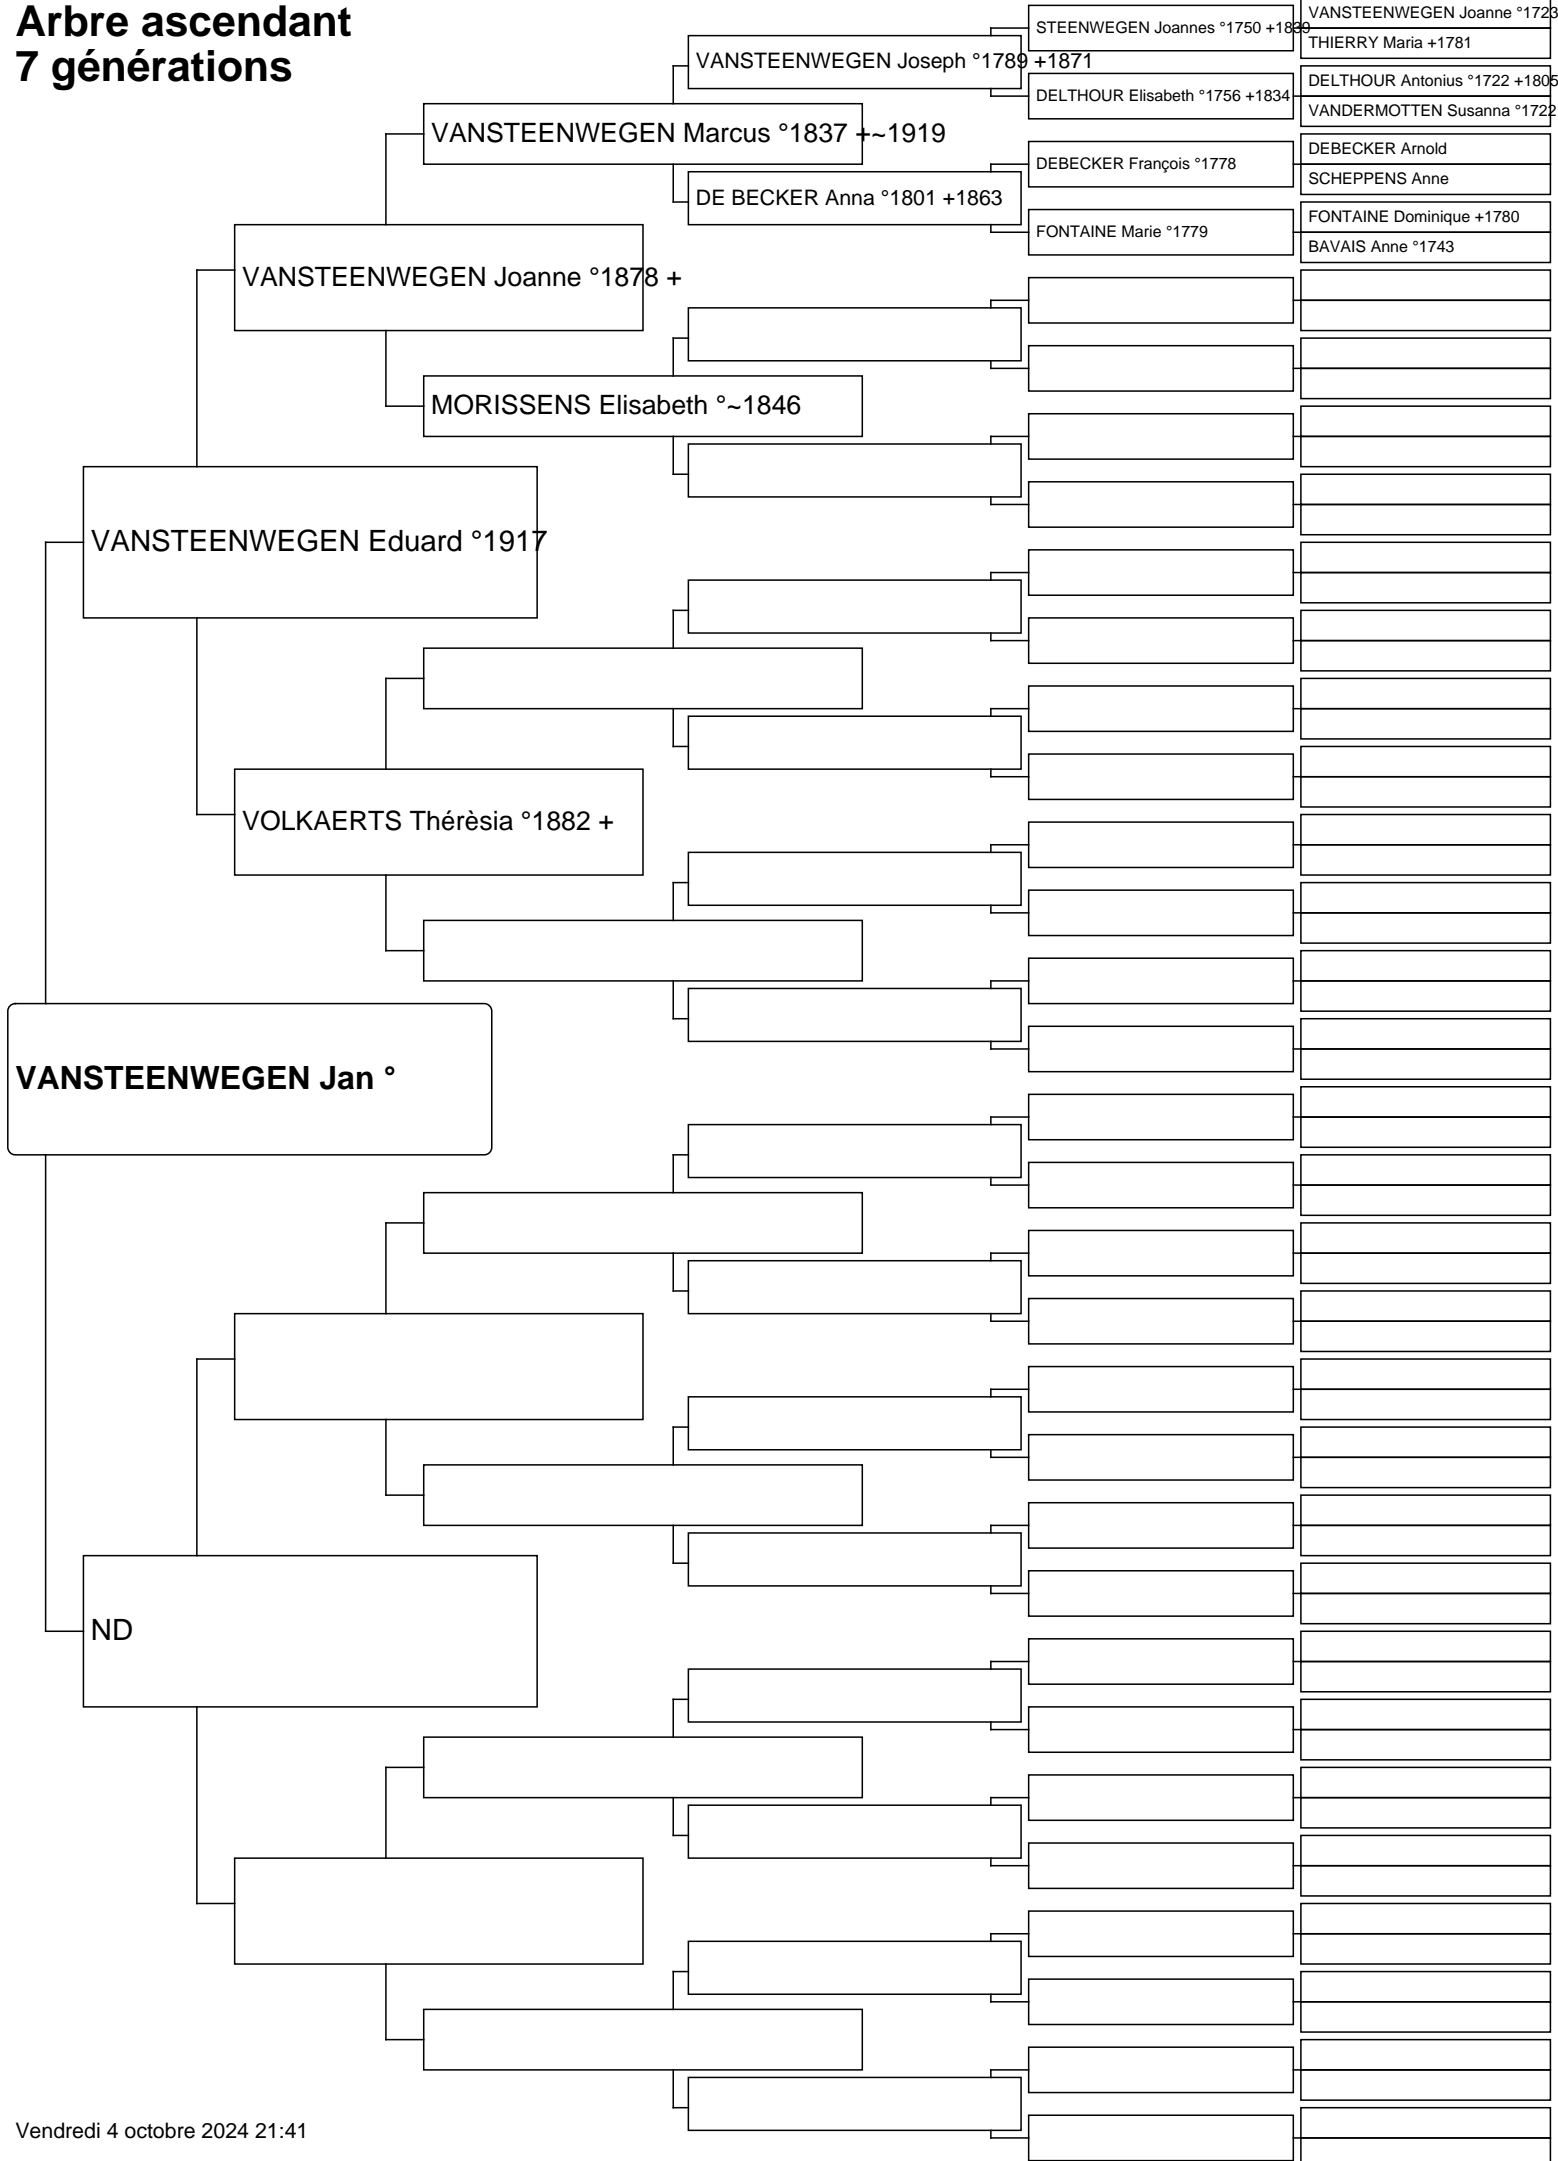 Arbre ascendant
7 générations
VANSTEENWEGEN Joanne °1723
STEENWEGEN Joannes °1750 +1839
THIERRY Maria +1781
VANSTEENWEGEN Joseph °1789 +1871
DELTHOUR Antonius °1722 +1805
DELTHOUR Elisabeth °1756 +1834
VANDERMOTTEN Susanna °1722
VANSTEENWEGEN Marcus °1837 +~1919
DEBECKER Arnold
DEBECKER François °1778
SCHEPPENS Anne
DE BECKER Anna °1801 +1863
FONTAINE Dominique +1780
FONTAINE Marie °1779
BAVAIS Anne °1743
VANSTEENWEGEN Joanne °1878 +
MORISSENS Elisabeth °~1846
VANSTEENWEGEN Eduard °1917
VOLKAERTS Thérèsia °1882 +
VANSTEENWEGEN Jan °
ND
Vendredi 4 octobre 2024 21:41